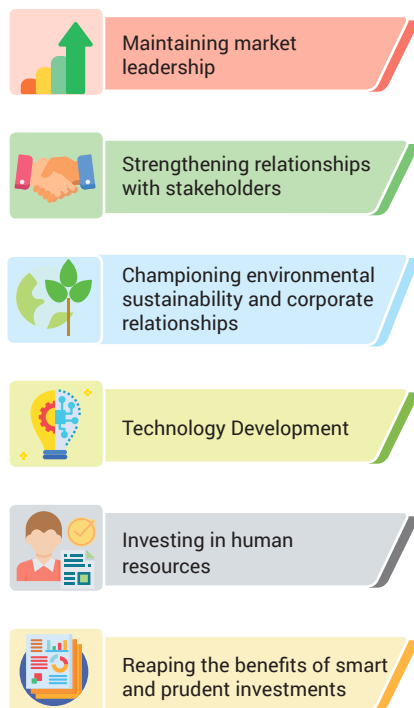 Maintaining market
leadership
Strengthening relationships
with stakeholders
Championing environmental
sustainability and corporate
relationships
Technology Development
Investing in human
resources
Reaping the benefits of smart
and prudent investments